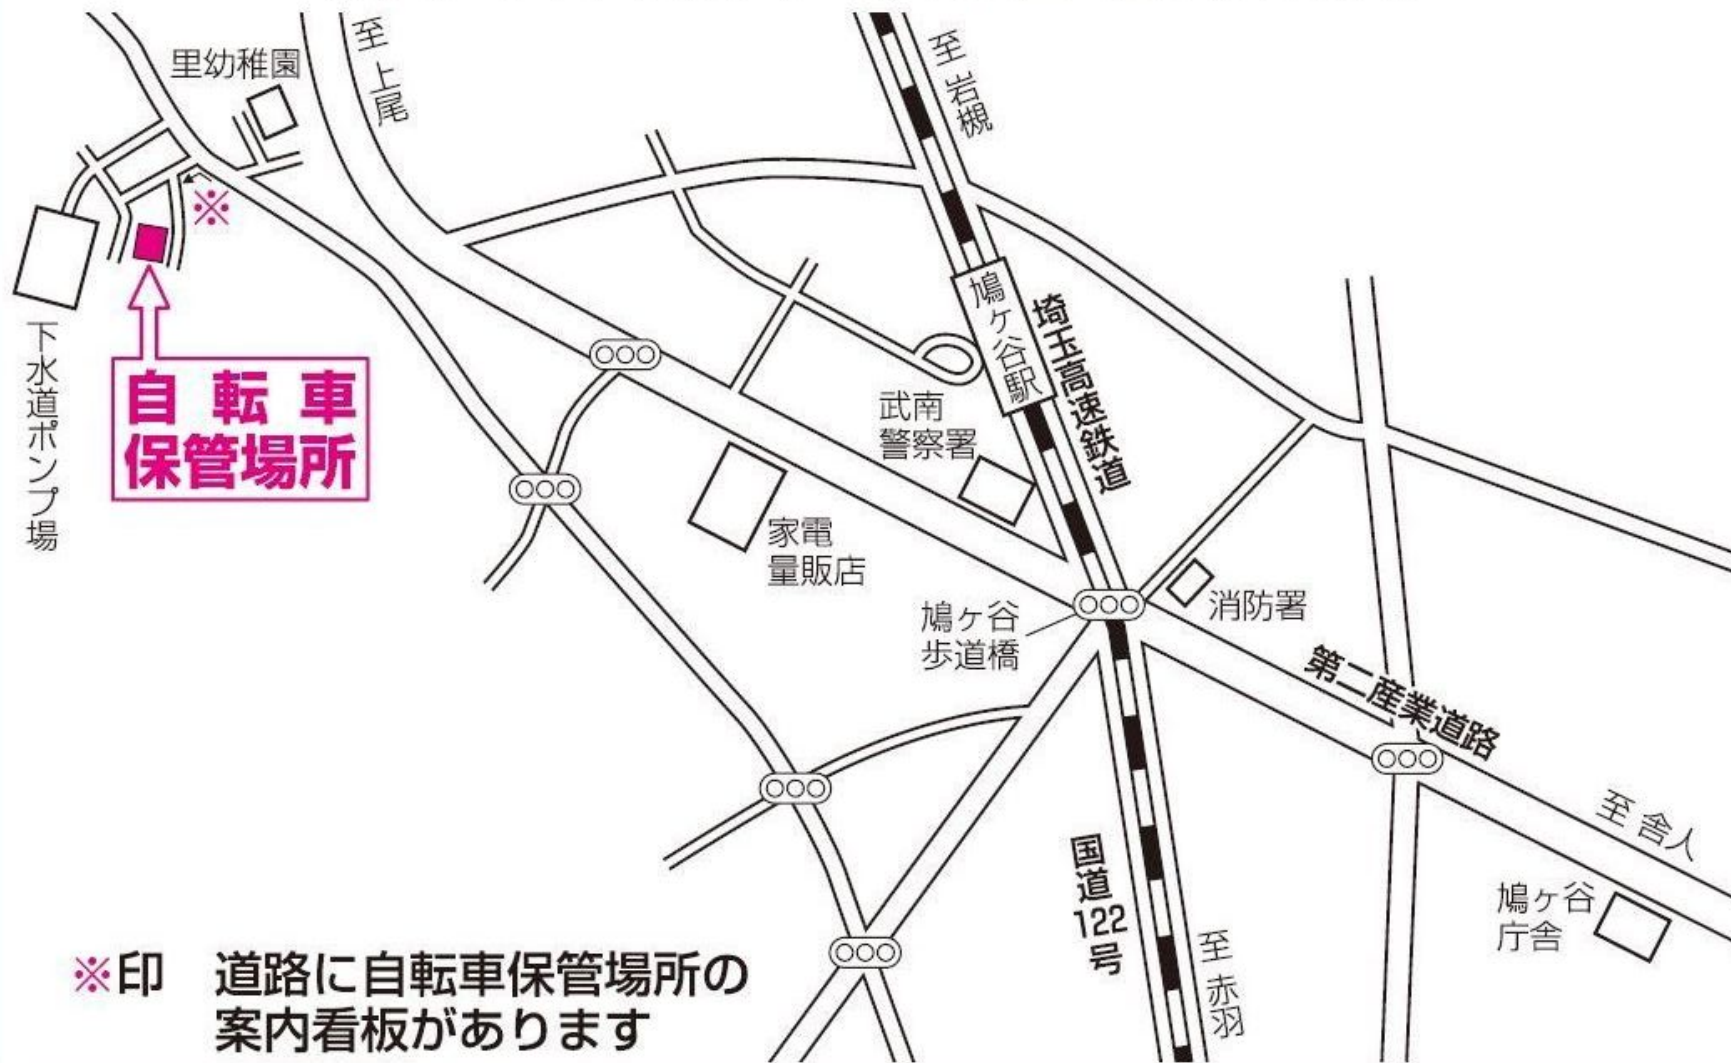 里幼稚園
至 上尾
至 岩槻
※
下水道ポンプ場
自転車
保管場所
鳩ヶ谷駅
埼玉高速鉄道
武南
警察署
家電
量販店
鳩ヶ谷
歩道橋
消防署
第二産業道路
至 舎人
国道122号
至 赤羽
鳩ヶ谷
庁舎
※印 道路に自転車保管場所の
案内看板があります